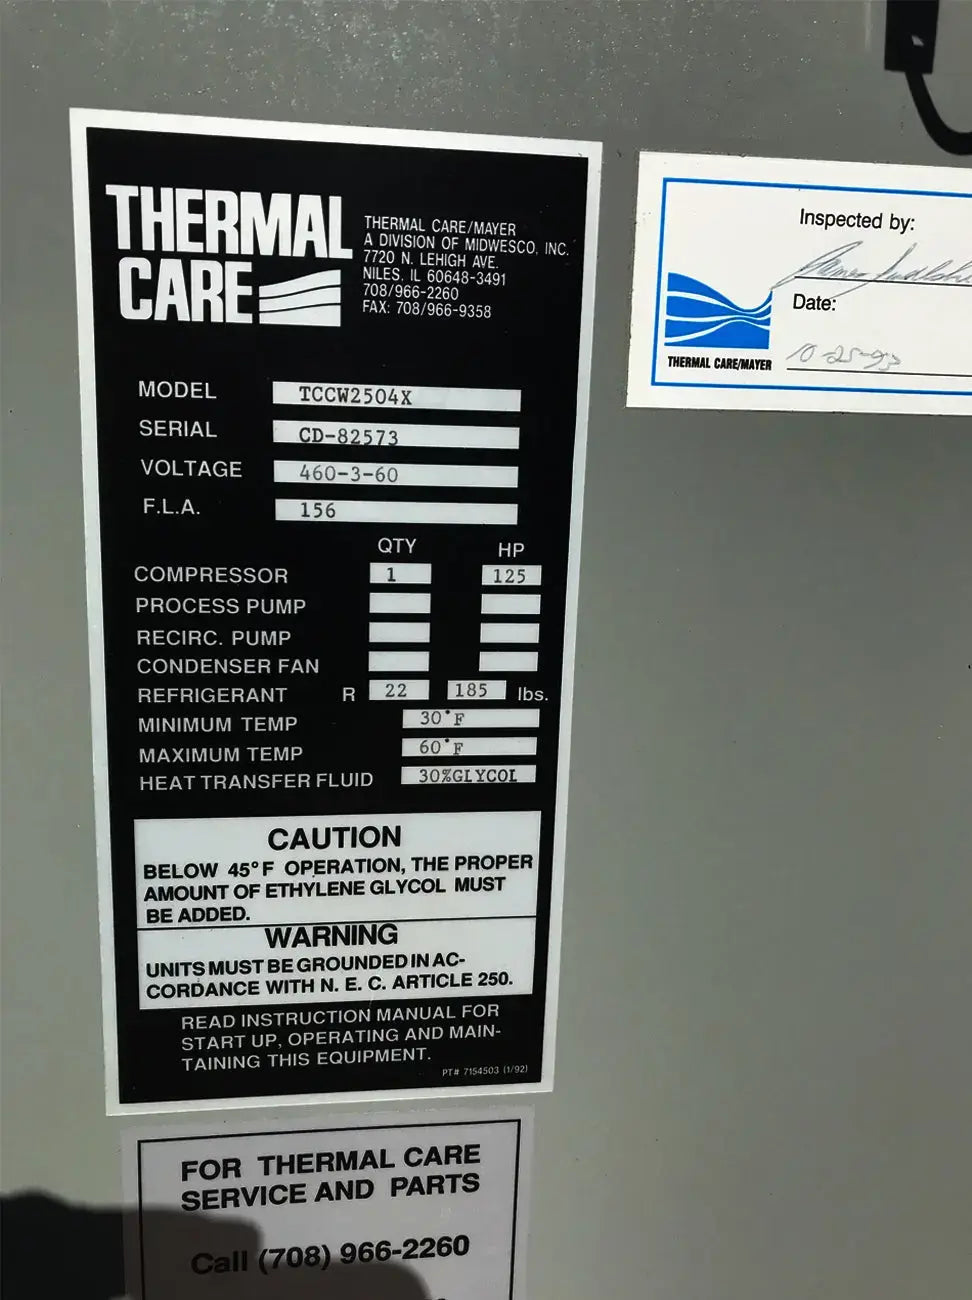 THERMAL
CARE
THERMAL CARE/MAYER
A DIVISION OF MIDWESCO, INC.
7720 N. LEHIGH AVE.
NILES, IL 60648-3491
708/966-2260
FAX: 708/966-9358
MODEL TCCW2504X
SERIAL CD-82573
VOLTAGE 460-3-60
F.L.A. 156
QTY HP
COMPRESSOR 1 125
PROCESS PUMP
RECIRC. PUMP
CONDENSER FAN
REFRIGERANT R 22 185 lbs.
MINIMUM TEMP 30°F
MAXIMUM TEMP 60°F
HEAT TRANSFER FLUID 30%GLYCOL
CAUTION
BELOW 45°F OPERATION, THE PROPER
AMOUNT OF ETHYLENE GLYCOL MUST
BE ADDED.
WARNING
UNITS MUST BE GROUNDED IN AC-
CORDANCE WITH N. E. C. ARTICLE 250.
READ INSTRUCTION MANUAL FOR
START UP, OPERATING AND MAIN-
TAINING THIS EQUIPMENT.
PT# 7154503 (1/92)
FOR THERMAL CARE
SERVICE AND PARTS
Call (708) 966-2260
Inspected by:
Date:
10-25-93
THERMAL CARE/MAYER